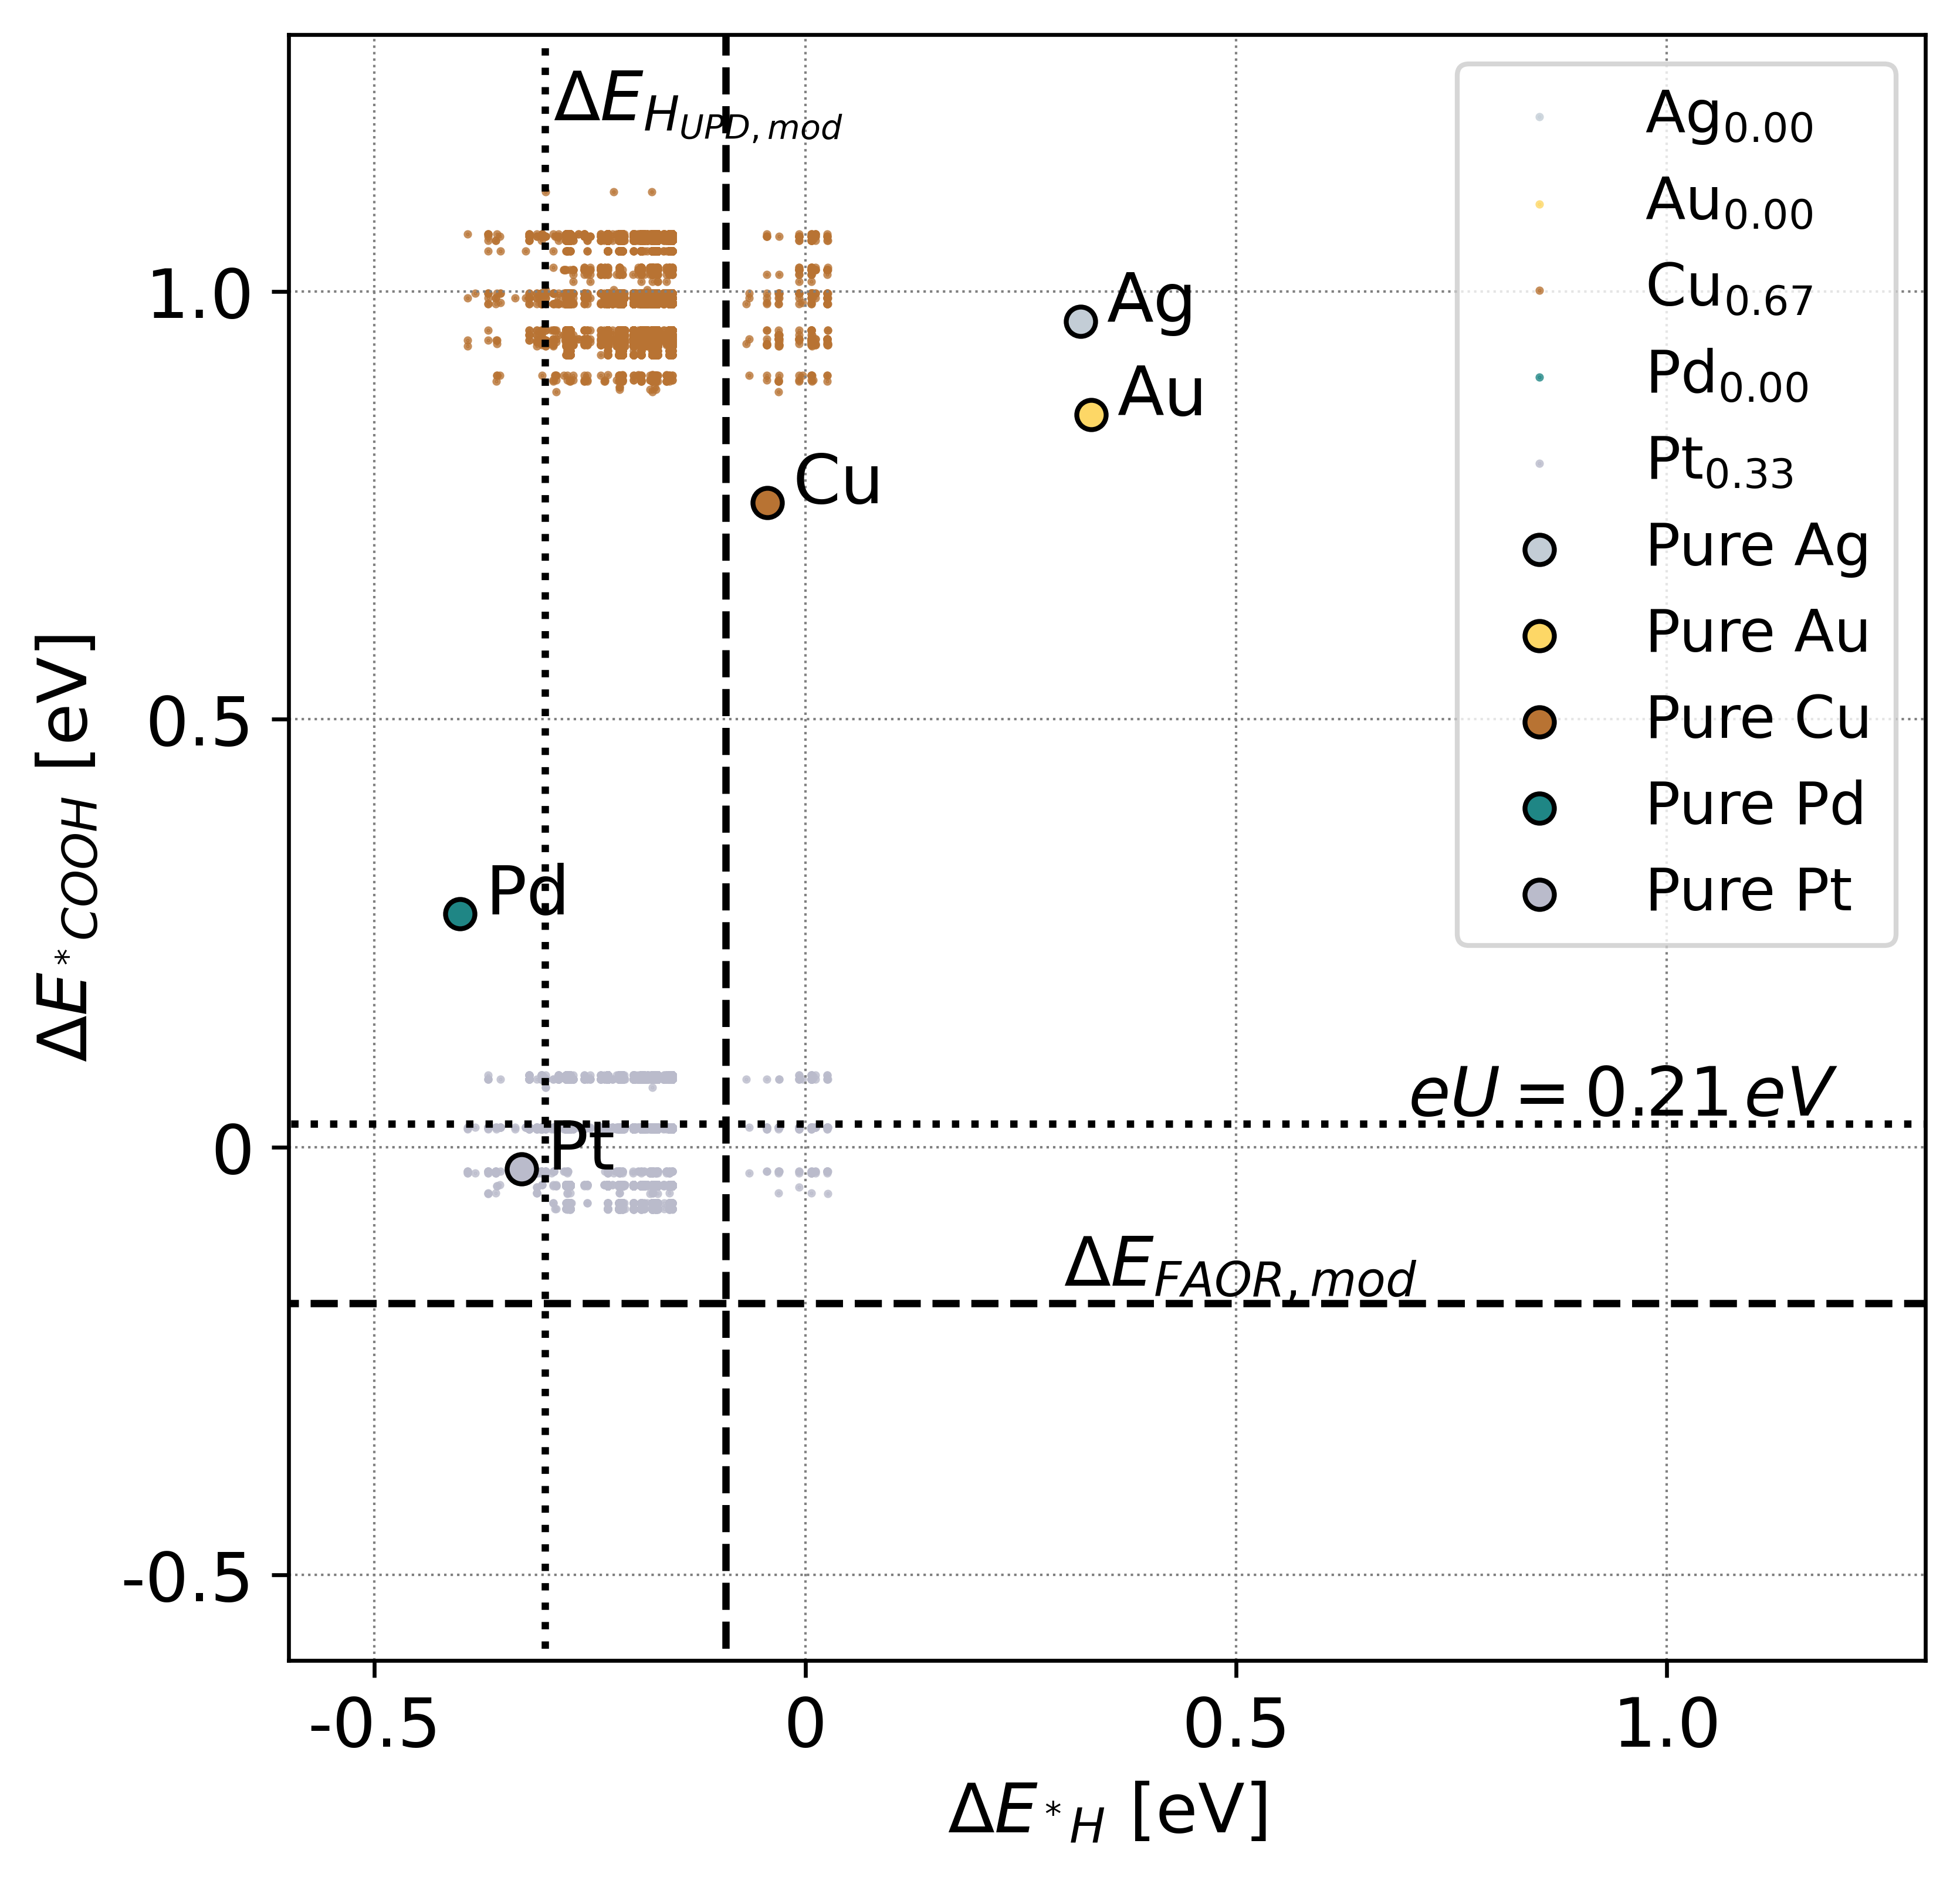 ΔE_{H_{UPD,mod}}
Ag_{0.00}
Au_{0.00}
Cu_{0.67}
Pd_{0.00}
Pt_{0.33}
Pure Ag
Pure Au
Pure Cu
Pure Pd
Pure Pt
Ag
Au
Cu
Pd
Pt
eU = 0.21 eV
ΔE_{FAOR,mod}
1.0
0.5
0
-0.5
ΔE_{*COOH} [eV]
-0.5
0
0.5
1.0
ΔE_{*H} [eV]